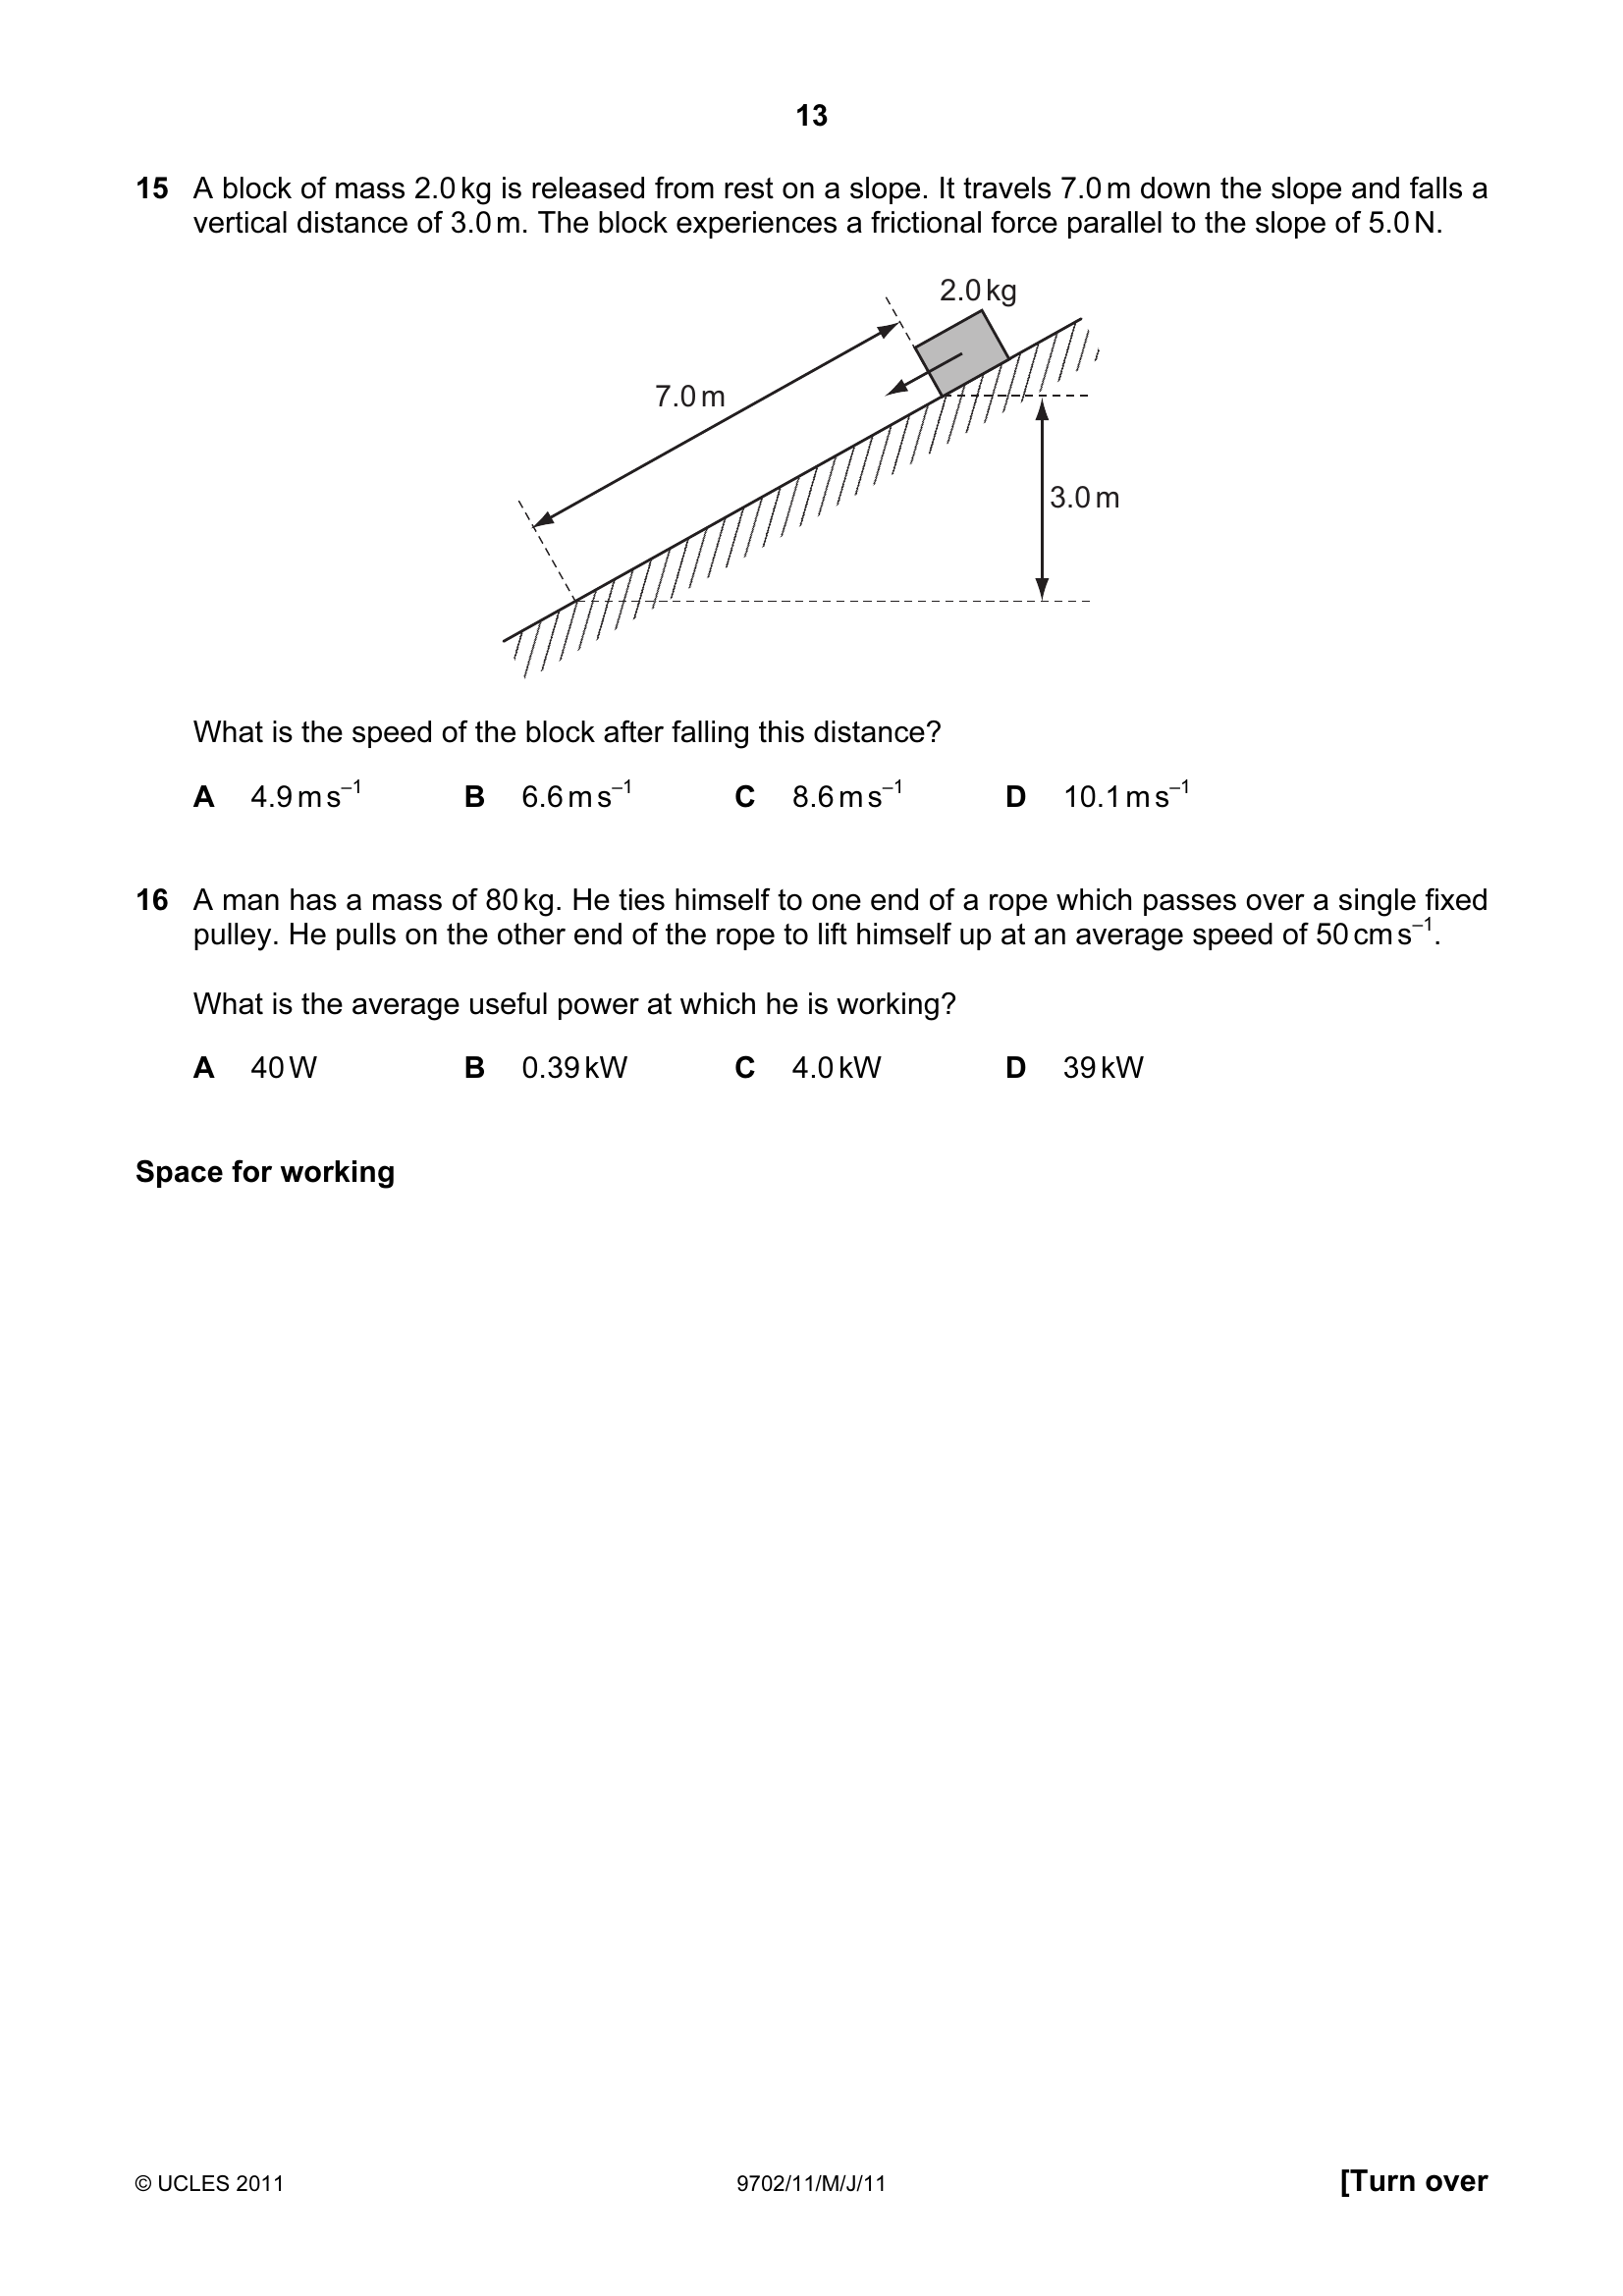 13
15 A block of mass 2.0 kg is released from rest on a slope. It travels 7.0 m down the slope and falls a
vertical distance of 3.0 m. The block experiences a frictional force parallel to the slope of 5.0 N.
2.0 kg
7.0 m
3.0 m
What is the speed of the block after falling this distance?
A 4.9 m s⁻¹ B 6.6 m s⁻¹ C 8.6 m s⁻¹ D 10.1 m s⁻¹
16 A man has a mass of 80 kg. He ties himself to one end of a rope which passes over a single fixed
pulley. He pulls on the other end of the rope to lift himself up at an average speed of 50 cm s⁻¹.
What is the average useful power at which he is working?
A 40 W B 0.39 kW C 4.0 kW D 39 kW
Space for working
© UCLES 2011 9702/11/M/J/11 [Turn over